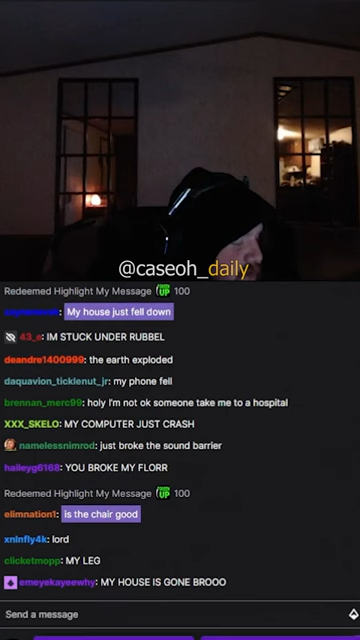 @caseoh_daily
Redeemed Highlight My Message UP 100
My house just fell down
43_e: IM STUCK UNDER RUBBEL
deandre1400999: the earth exploded
daquavion_ticklenut_jr: my phone fell
brennan_merc99: holy I'm not ok someone take me to a hospital
XXX_SKELO: MY COMPUTER JUST CRASH
namelessnimrod: just broke the sound barrier
haileyg6168: YOU BROKE MY FLORR
Redeemed Highlight My Message UP 100
elimnation1: is the chair good
xnlnfly4k: lord
clicketmopp: MY LEG
emeyekayeewhy: MY HOUSE IS GONE BROOO
Send a message